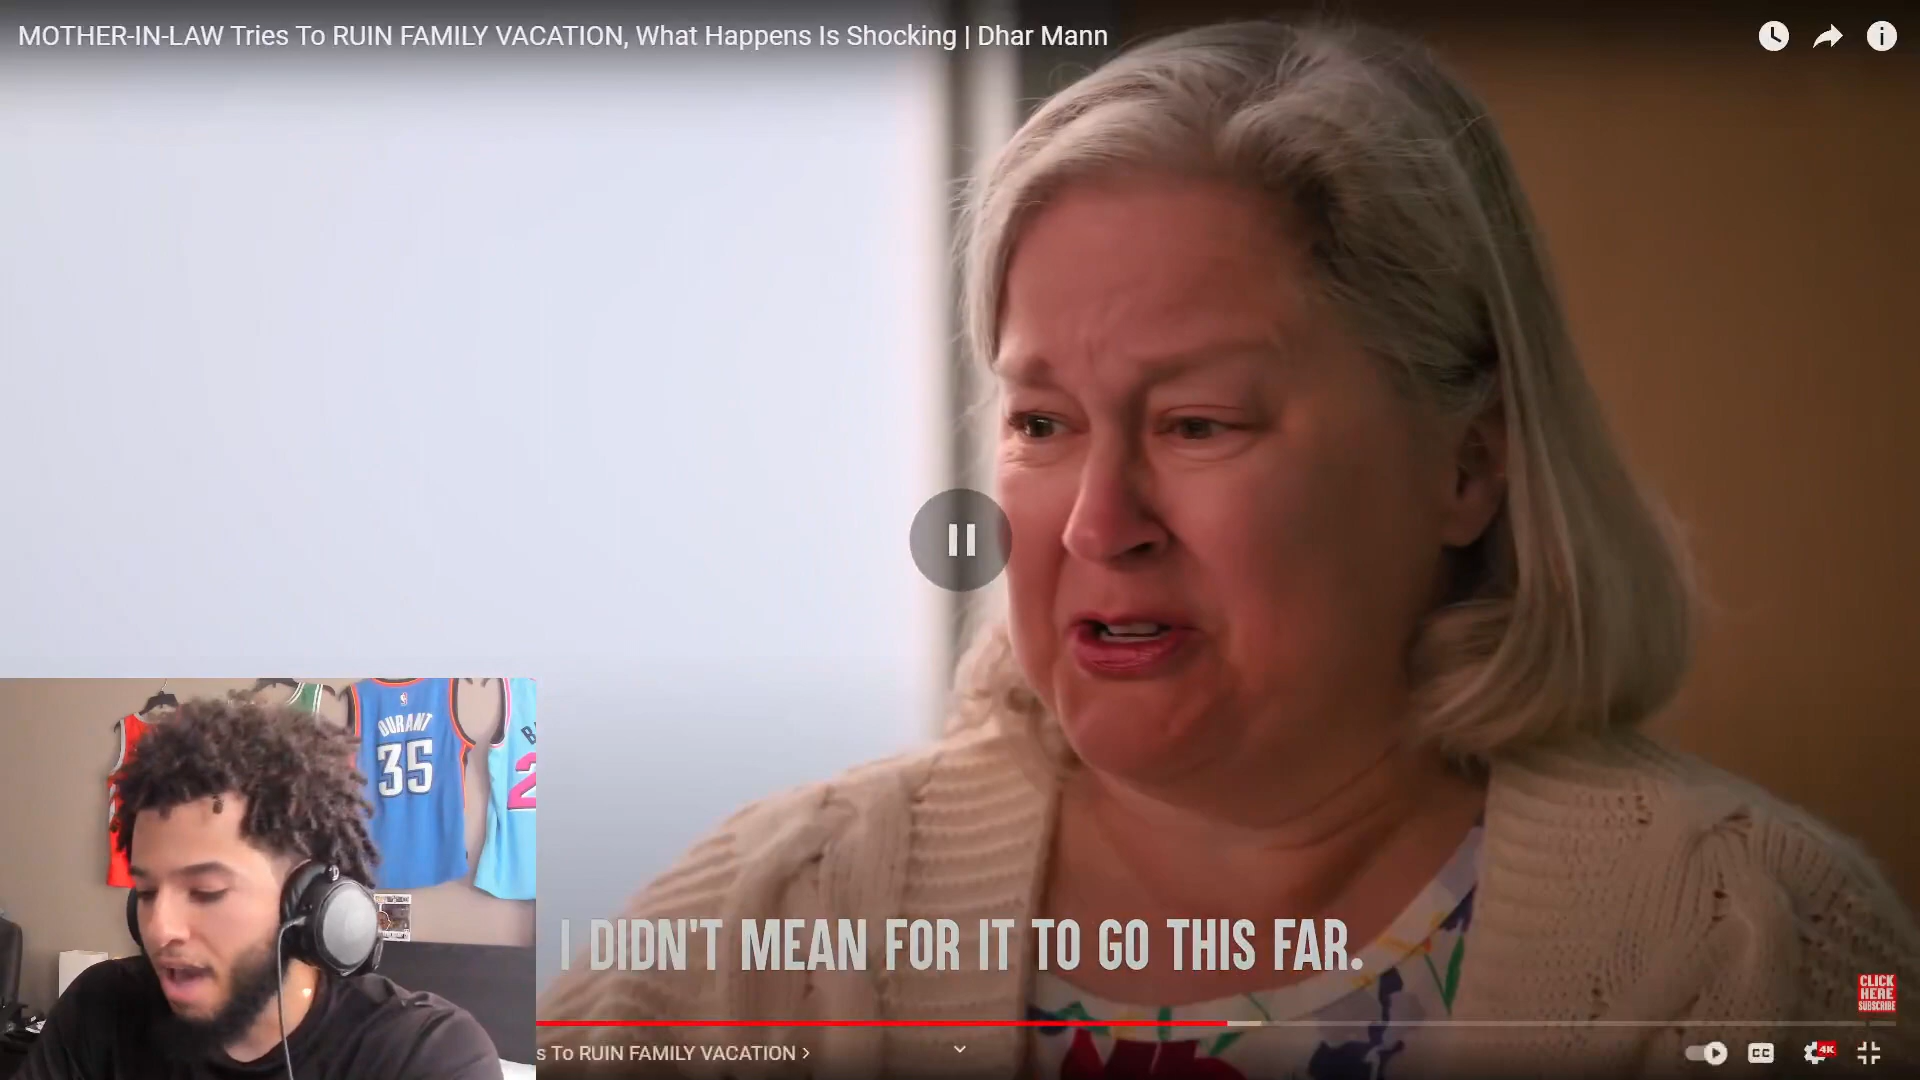 MOTHER-IN-LAW Tries To RUIN FAMILY VACATION, What Happens Is Shocking | Dhar Mann
DURANT
35
I DIDN'T MEAN FOR IT TO GO THIS FAR.
CLICK
HERE
SUBSCRIBE
s To RUIN FAMILY VACATION >
CC
4K